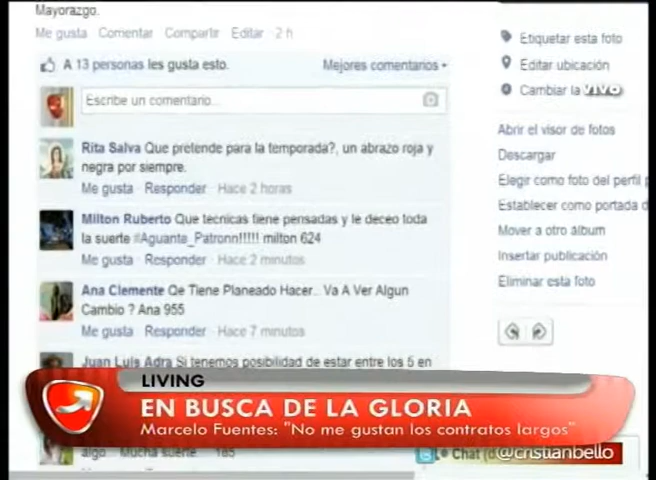 Mayorazgo.
Me gusta Comentar Compartir Editar 2 h
A 13 personas les gusta esto.
Mejores comentarios
Escribe un comentario...
Rita Salva Que pretende para la temporada?, un abrazo roja y
negra por siempre.
Me gusta · Responder · Hace 2 horas
Milton Ruberto Que tecnicas tiene pensadas y le deceo toda
la suerte #Aguanta_Patronn!!!!! milton 624
Me gusta · Responder · Hace 2 minutos
Ana Clemente Qe Tiene Planeado Hacer.. Va A Ver Algun
Cambio ? Ana 955
Me gusta · Responder · Hace 7 minutos
Juan Luis Adra Si tenemos posibilidad de estar entre los 5 en
algo... Mucha suerte. 185
Etiquetar esta foto
Editar ubicación
Cambiar la
VIVO
Abrir el visor de fotos
Descargar
Elegir como foto del perfil
Establecer como portada d
Mover a otro álbum
Insertar publicación
Eliminar esta foto
LIVING
EN BUSCA DE LA GLORIA
Marcelo Fuentes: "No me gustan los contratos largos"
Chat (d
@cristianbello